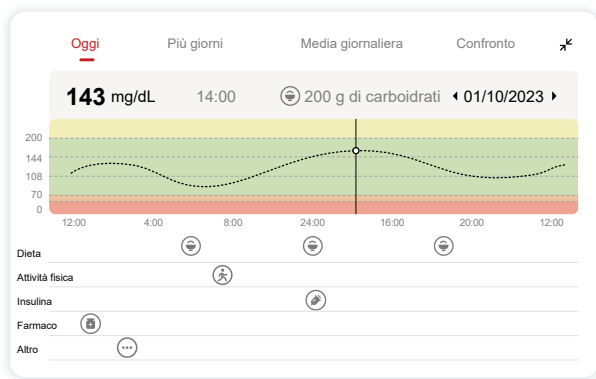 Oggi Più giorni Media giornaliera Confronto
143 mg/dL 14:00 200 g di carboidrati 01/10/2023
200
144
108
70
0
12:00 4:00 8:00 24:00 16:00 20:00 12:00
Dieta
Attività fisica
Insulina
Farmaco
Altro